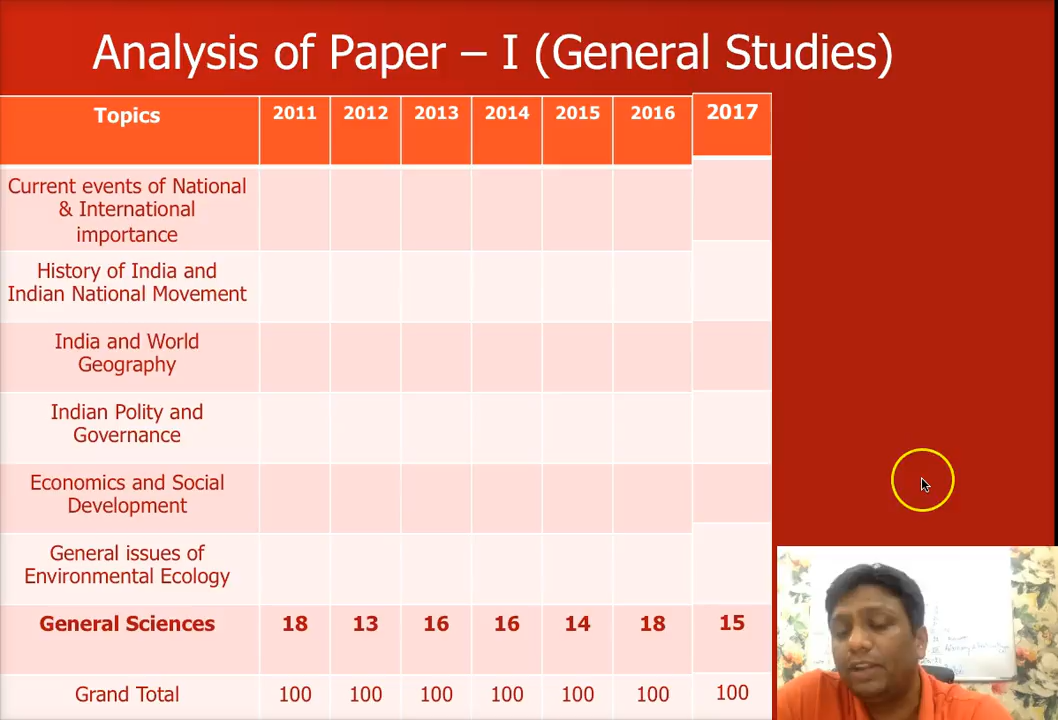 Analysis of Paper – I (General Studies)
Topics 2011 2012 2013 2014 2015 2016 2017
Current events of National
& International
importance
History of India and
Indian National Movement
India and World
Geography
Indian Polity and
Governance
Economics and Social
Development
General issues of
Environmental Ecology
General Sciences 18 13 16 16 14 18 15
Grand Total 100 100 100 100 100 100 100